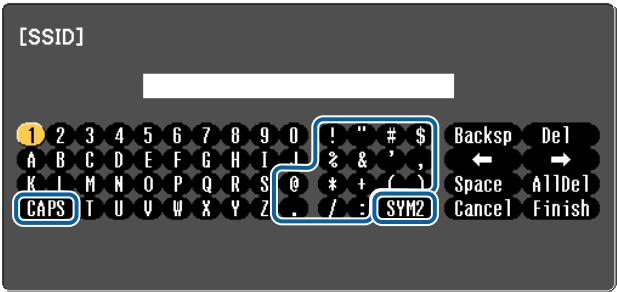 [SSID]
1 2 3 4 5 6 7 8 9 0 ! " # $ Backsp Del
A B C D E F G H I J % & ' , ← →
K L M N O P Q R S @ * + ( ) Space AllDel
CAPS T U V W X Y Z . / : SYM2 Cancel Finish